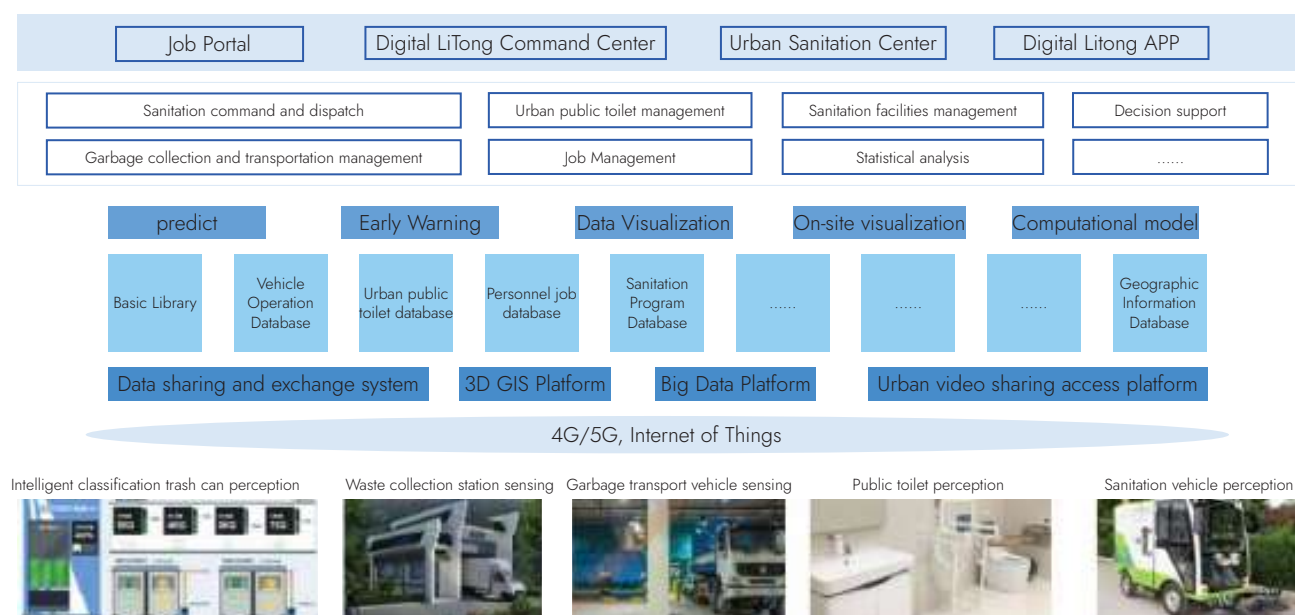 Job Portal
Digital LiTong Command Center
Urban Sanitation Center
Digital Litong APP
Sanitation command and dispatch
Urban public toilet management
Sanitation facilities management
Decision support
Garbage collection and transportation management
Job Management
Statistical analysis
......
predict
Early Warning
Data Visualization
On-site visualization
Computational model
Basic Library
Vehicle
Operation
Database
Urban public
toilet database
Personnel job
database
Sanitation
Program
Database
......
......
......
Geographic
Information
Database
Data sharing and exchange system
3D GIS Platform
Big Data Platform
Urban video sharing access platform
4G/5G, Internet of Things
Intelligent classification trash can perception
Waste collection station sensing
Garbage transport vehicle sensing
Public toilet perception
Sanitation vehicle perception